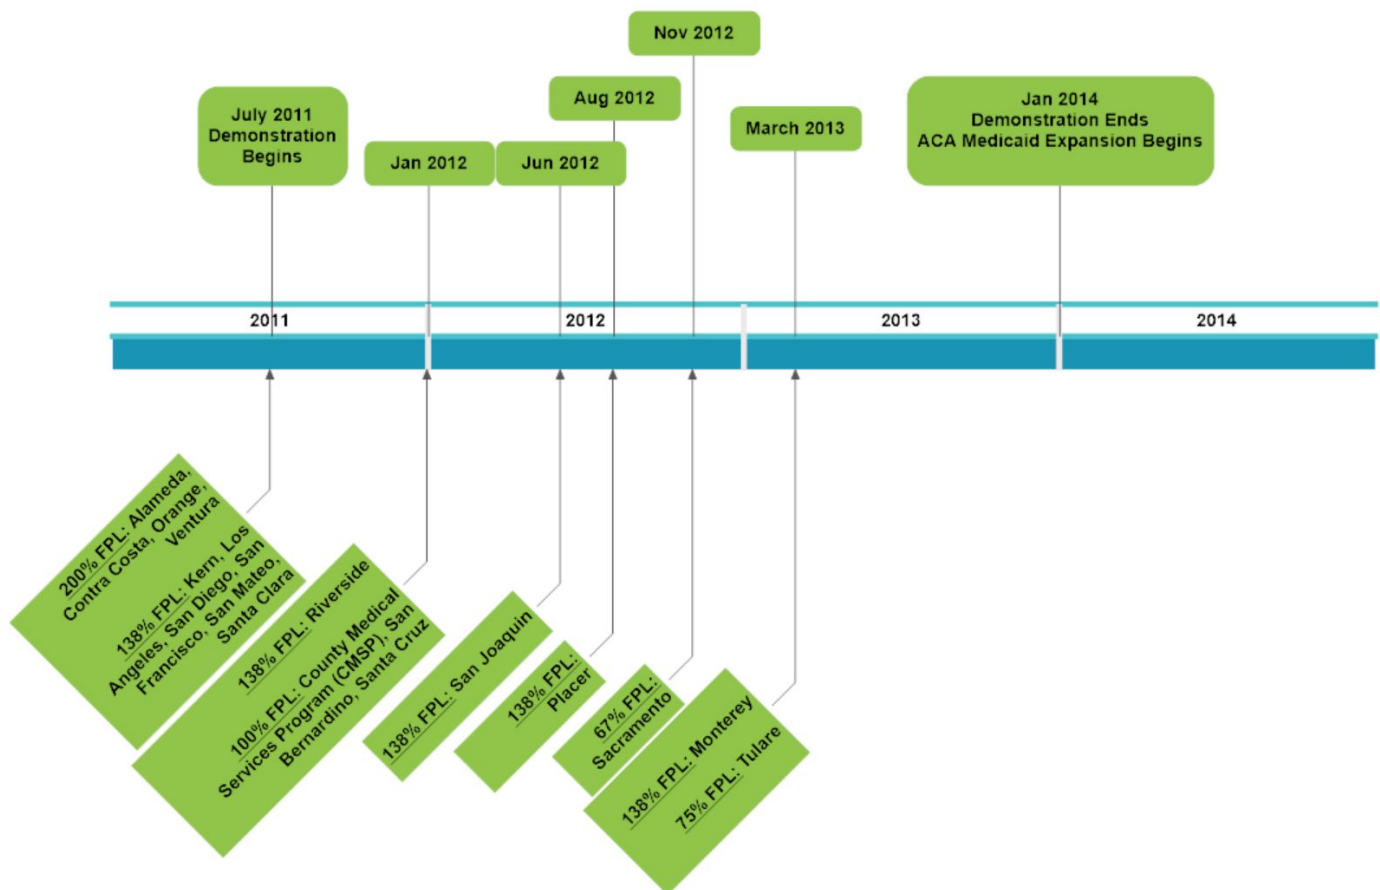 Nov 2012
Aug 2012
July 2011
Demonstration
Begins
Jan 2012
Jun 2012
March 2013
Jan 2014
Demonstration Ends
ACA Medicaid Expansion Begins
2011
2012
2013
2014
200% FPL: Alameda,
Contra Costa, Orange,
Ventura
138% FPL: Kern, Los
Angeles, San Diego, San
Francisco, San Mateo,
Santa Clara
138% FPL: Riverside
100% FPL: County Medical
Services Program (CMSP), San
Bernardino, Santa Cruz
138% FPL: San Joaquin
138% FPL:
Placer
67% FPL:
Sacramento
138% FPL: Monterey
75% FPL: Tulare